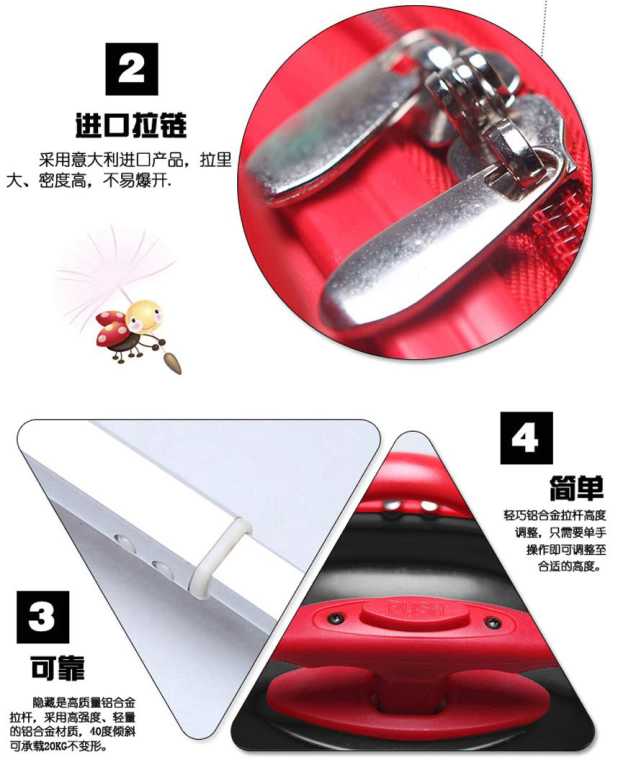 2
进口拉链
采用意大利进口产品，拉里
大、密度高，不易爆开.
4
简单
轻巧铝合金拉杆高度
调整，只需要单手
操作即可调整至
合适的高度。
PUSH
3
可靠
隐藏是高质量铝合金
拉杆，采用高强度、轻量
的铝合金材质，40度倾斜
可承载20KG不变形。